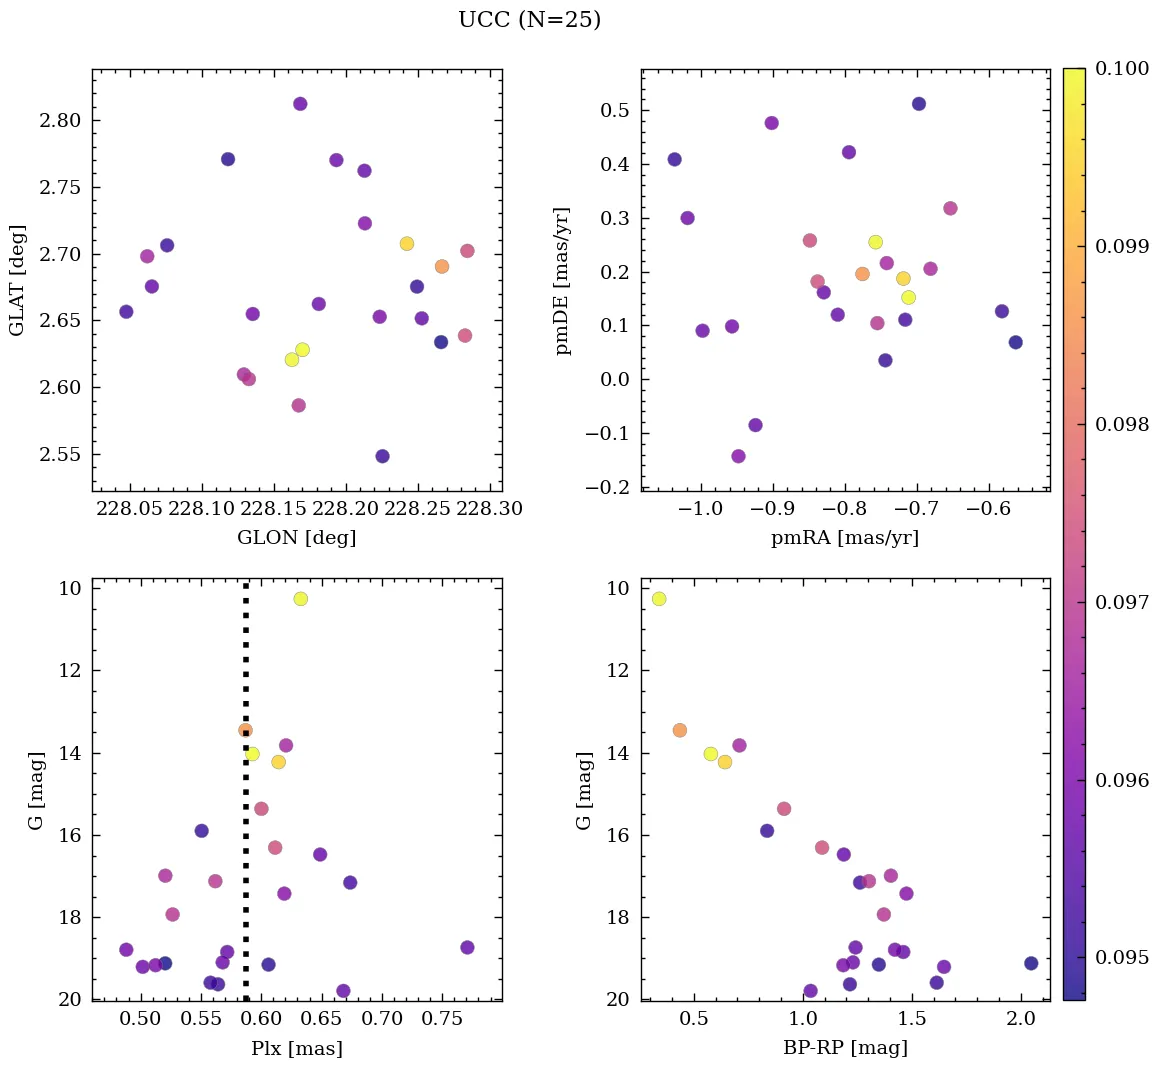 UCC (N=25)
2.80
2.75
2.70
2.65
2.60
2.55
GLAT [deg]
228.05 228.10 228.15 228.20 228.25 228.30
GLON [deg]
0.5
0.4
0.3
0.2
0.1
0.0
−0.1
−0.2
pmDE [mas/yr]
−1.0 −0.9 −0.8 −0.7 −0.6
pmRA [mas/yr]
0.100
0.099
0.098
0.097
0.096
0.095
10
12
14
16
18
20
G [mag]
0.50 0.55 0.60 0.65 0.70 0.75
Plx [mas]
10
12
14
16
18
20
G [mag]
0.5 1.0 1.5 2.0
BP-RP [mag]